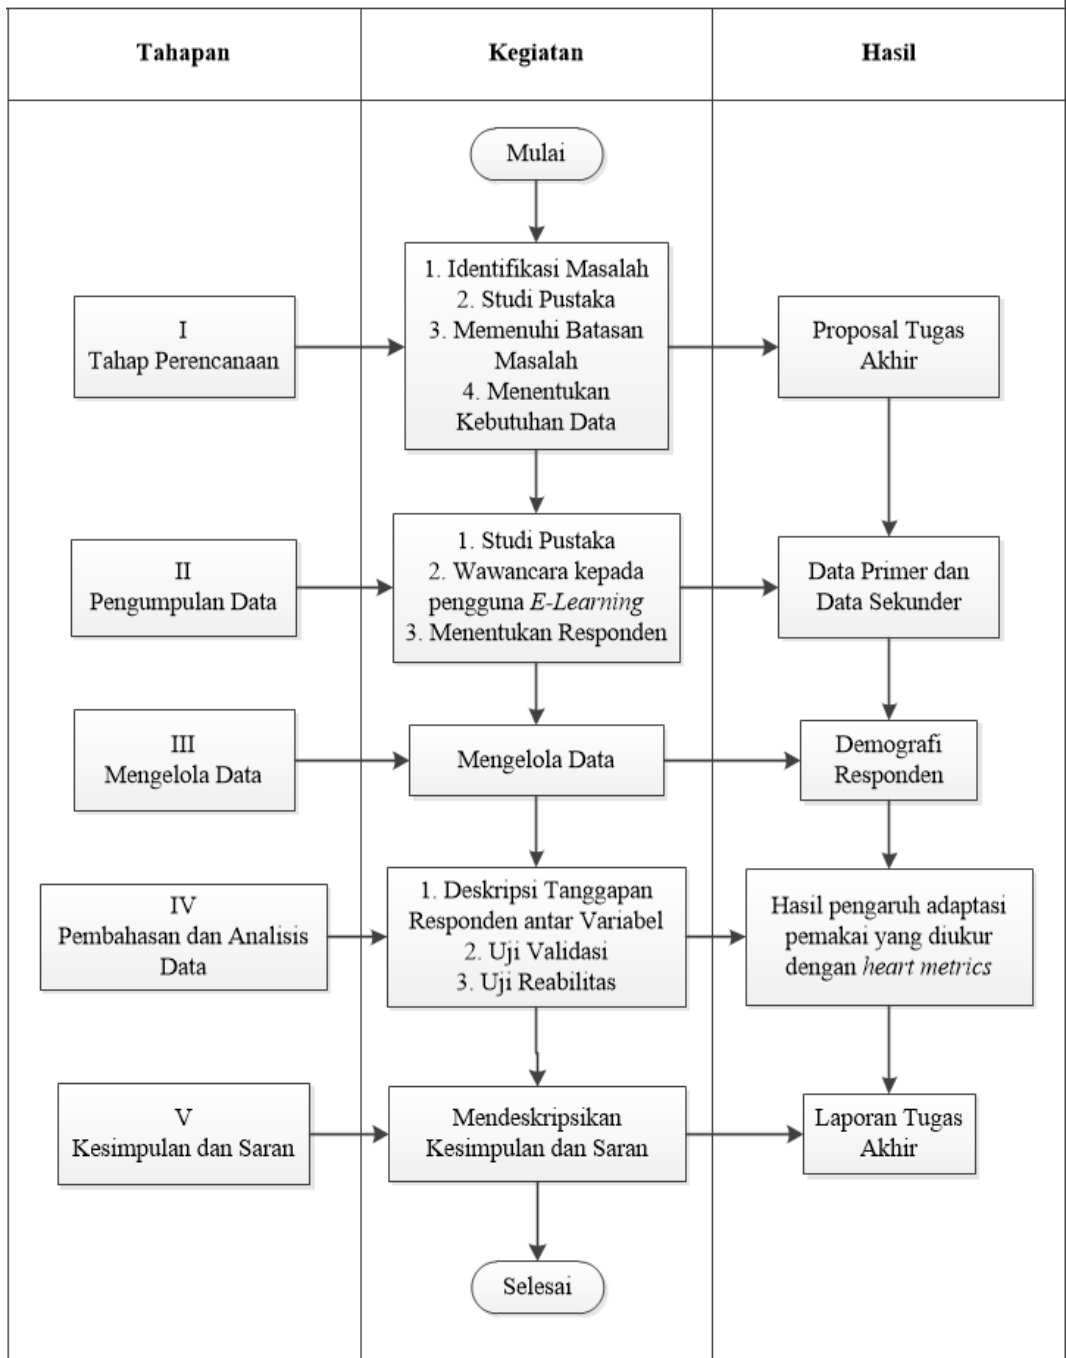 Tahapan
Kegiatan
Hasil
Mulai
I
Tahap Perencanaan
1. Identifikasi Masalah
2. Studi Pustaka
3. Memenuhi Batasan
Masalah
4. Menentukan
Kebutuhan Data
Proposal Tugas
Akhir
II
Pengumpulan Data
1. Studi Pustaka
2. Wawancara kepada
pengguna E-Learning
3. Menentukan Responden
Data Primer dan
Data Sekunder
III
Mengelola Data
Mengelola Data
Demografi
Responden
IV
Pembahasan dan Analisis
Data
1. Deskripsi Tanggapan
Responden antar Variabel
2. Uji Validasi
3. Uji Reabilitas
Hasil pengaruh adaptasi
pemakai yang diukur
dengan heart metrics
V
Kesimpulan dan Saran
Mendeskripsikan
Kesimpulan dan Saran
Laporan Tugas
Akhir
Selesai